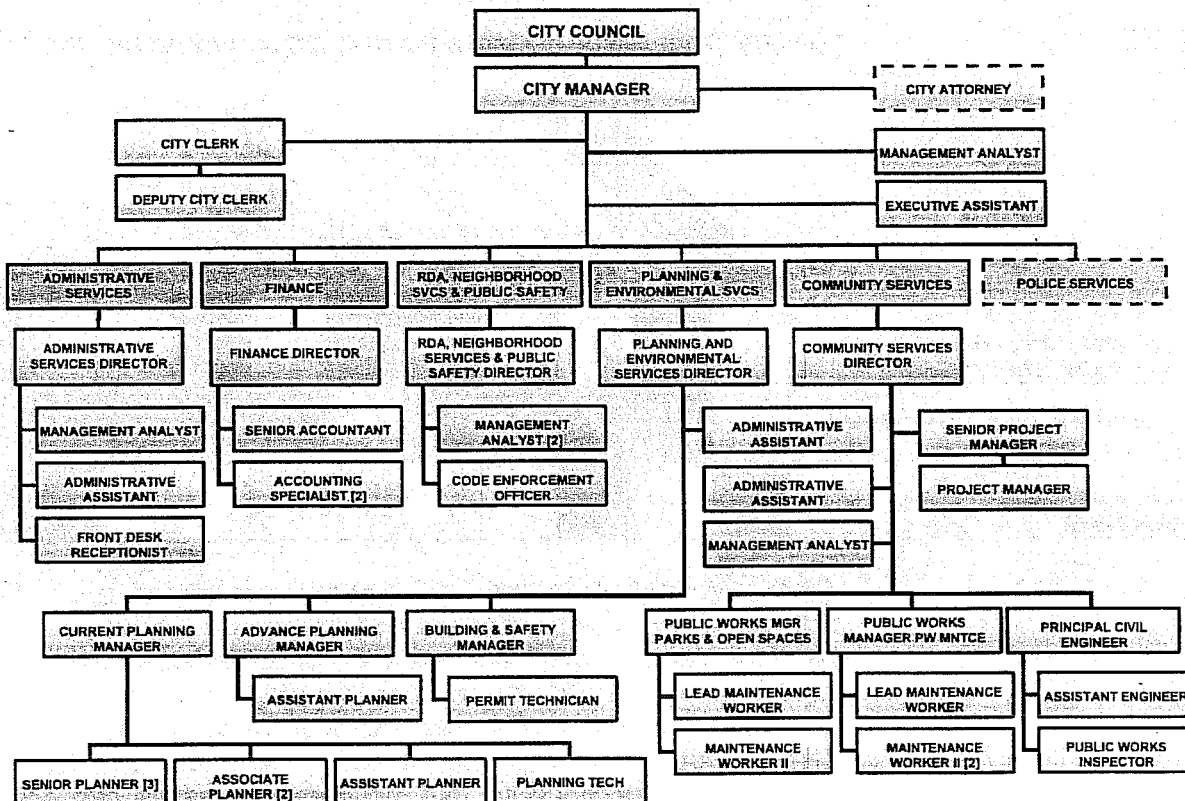 CITY COUNCIL
CITY MANAGER
CITY ATTORNEY
CITY CLERK
MANAGEMENT ANALYST
DEPUTY CITY CLERK
EXECUTIVE ASSISTANT
ADMINISTRATIVE
SERVICES
FINANCE
RDA, NEIGHBORHOOD
SVCS & PUBLIC SAFETY
PLANNING &
ENVIRONMENTAL SVCS
COMMUNITY SERVICES
POLICE SERVICES
ADMINISTRATIVE
SERVICES DIRECTOR
FINANCE DIRECTOR
RDA, NEIGHBORHOOD
SERVICES & PUBLIC
SAFETY DIRECTOR
PLANNING AND
ENVIRONMENTAL
SERVICES DIRECTOR
COMMUNITY SERVICES
DIRECTOR
MANAGEMENT ANALYST
SENIOR ACCOUNTANT
MANAGEMENT
ANALYST [2]
ADMINISTRATIVE
ASSISTANT
SENIOR PROJECT
MANAGER
ADMINISTRATIVE
ASSISTANT
ACCOUNTING
SPECIALIST [2]
CODE ENFORCEMENT
OFFICER
ADMINISTRATIVE
ASSISTANT
PROJECT MANAGER
FRONT DESK
RECEPTIONIST
MANAGEMENT ANALYST
CURRENT PLANNING
MANAGER
ADVANCE PLANNING
MANAGER
BUILDING & SAFETY
MANAGER
PUBLIC WORKS MGR
PARKS & OPEN SPACES
PUBLIC WORKS
MANAGER PW MNTCE
PRINCIPAL CIVIL
ENGINEER
ASSISTANT PLANNER
PERMIT TECHNICIAN
LEAD MAINTENANCE
WORKER
LEAD MAINTENANCE
WORKER
ASSISTANT ENGINEER
MAINTENANCE
WORKER II
MAINTENANCE
WORKER II [2]
PUBLIC WORKS
INSPECTOR
SENIOR PLANNER [3]
ASSOCIATE
PLANNER [2]
ASSISTANT PLANNER
PLANNING TECH